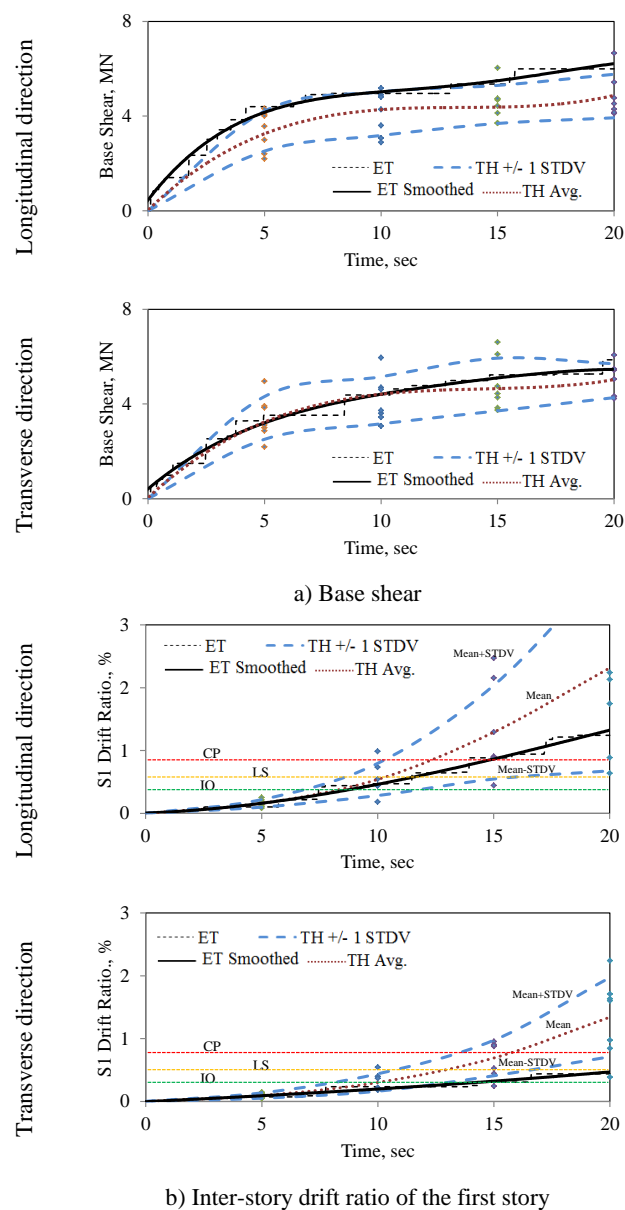 Longitudinal direction
Base Shear, MN
8
4
0
ET
TH +/- 1 STDV
ET Smoothed
TH Avg.
0 5 10 15 20
Time, sec
Transverse direction
Base Shear, MN
8
4
0
ET
TH +/- 1 STDV
ET Smoothed
TH Avg.
0 5 10 15 20
Time, sec
a) Base shear
Longitudinal direction
S1 Drift Ratio., %
3
2
1
0
ET
TH +/- 1 STDV
ET Smoothed
TH Avg.
Mean+STDV
Mean
CP
LS
Mean-STDV
IO
0 5 10 15 20
Time, sec
Transverse direction
S1 Drift Ratio., %
3
2
1
0
ET
TH +/- 1 STDV
ET Smoothed
TH Avg.
Mean+STDV
Mean
CP
LS
Mean-STDV
IO
0 5 10 15 20
Time, sec
b) Inter-story drift ratio of the first story